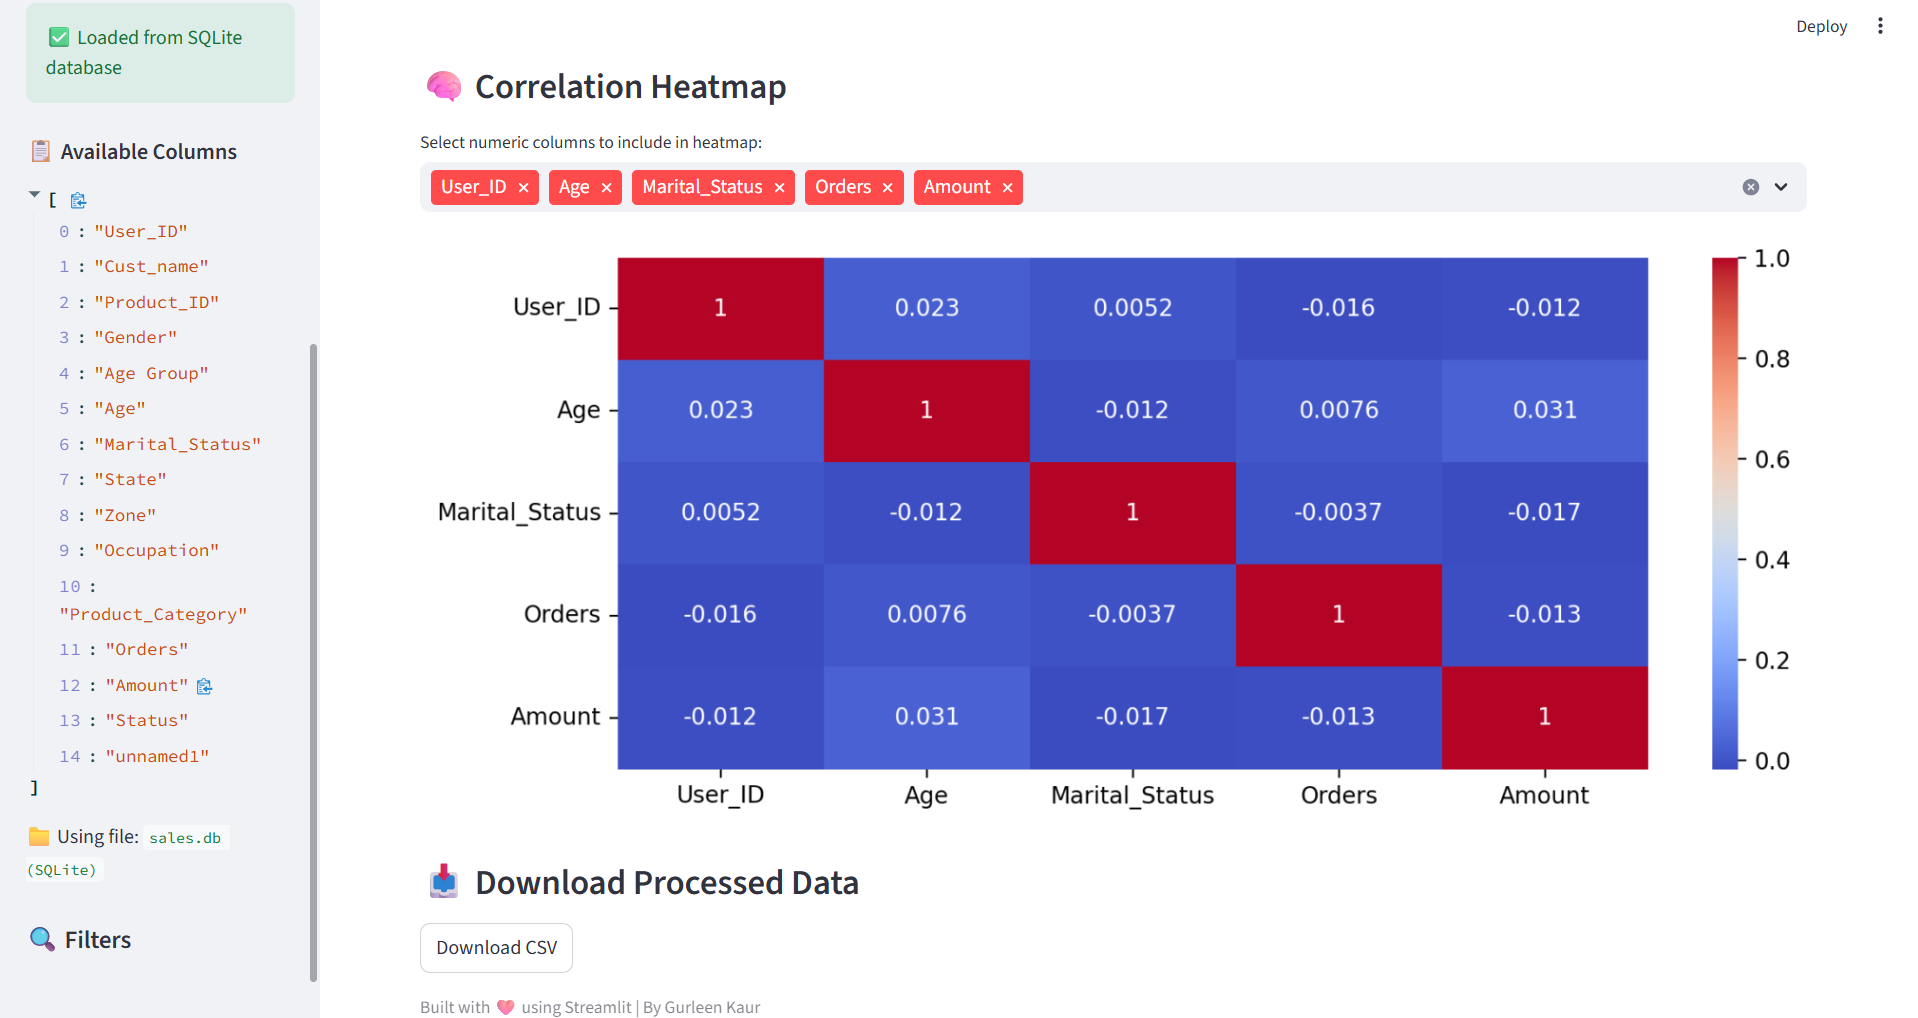 Loaded from SQLite
database
Available Columns
[
0 : "User_ID"
1 : "Cust_name"
2 : "Product_ID"
3 : "Gender"
4 : "Age Group"
5 : "Age"
6 : "Marital_Status"
7 : "State"
8 : "Zone"
9 : "Occupation"
10 :
"Product_Category"
11 : "Orders"
12 : "Amount"
13 : "Status"
14 : "unnamed1"
]
Using file: sales.db
(SQLite)
Filters
Deploy
Correlation Heatmap
Select numeric columns to include in heatmap:
User_ID × Age × Marital_Status × Orders × Amount ×
User_ID 1 0.023 0.0052 -0.016 -0.012
Age 0.023 1 -0.012 0.0076 0.031
Marital_Status 0.0052 -0.012 1 -0.0037 -0.017
Orders -0.016 0.0076 -0.0037 1 -0.013
Amount -0.012 0.031 -0.017 -0.013 1
User_ID Age Marital_Status Orders Amount
1.0
0.8
0.6
0.4
0.2
0.0
Download Processed Data
Download CSV
Built with ❤ using Streamlit | By Gurleen Kaur